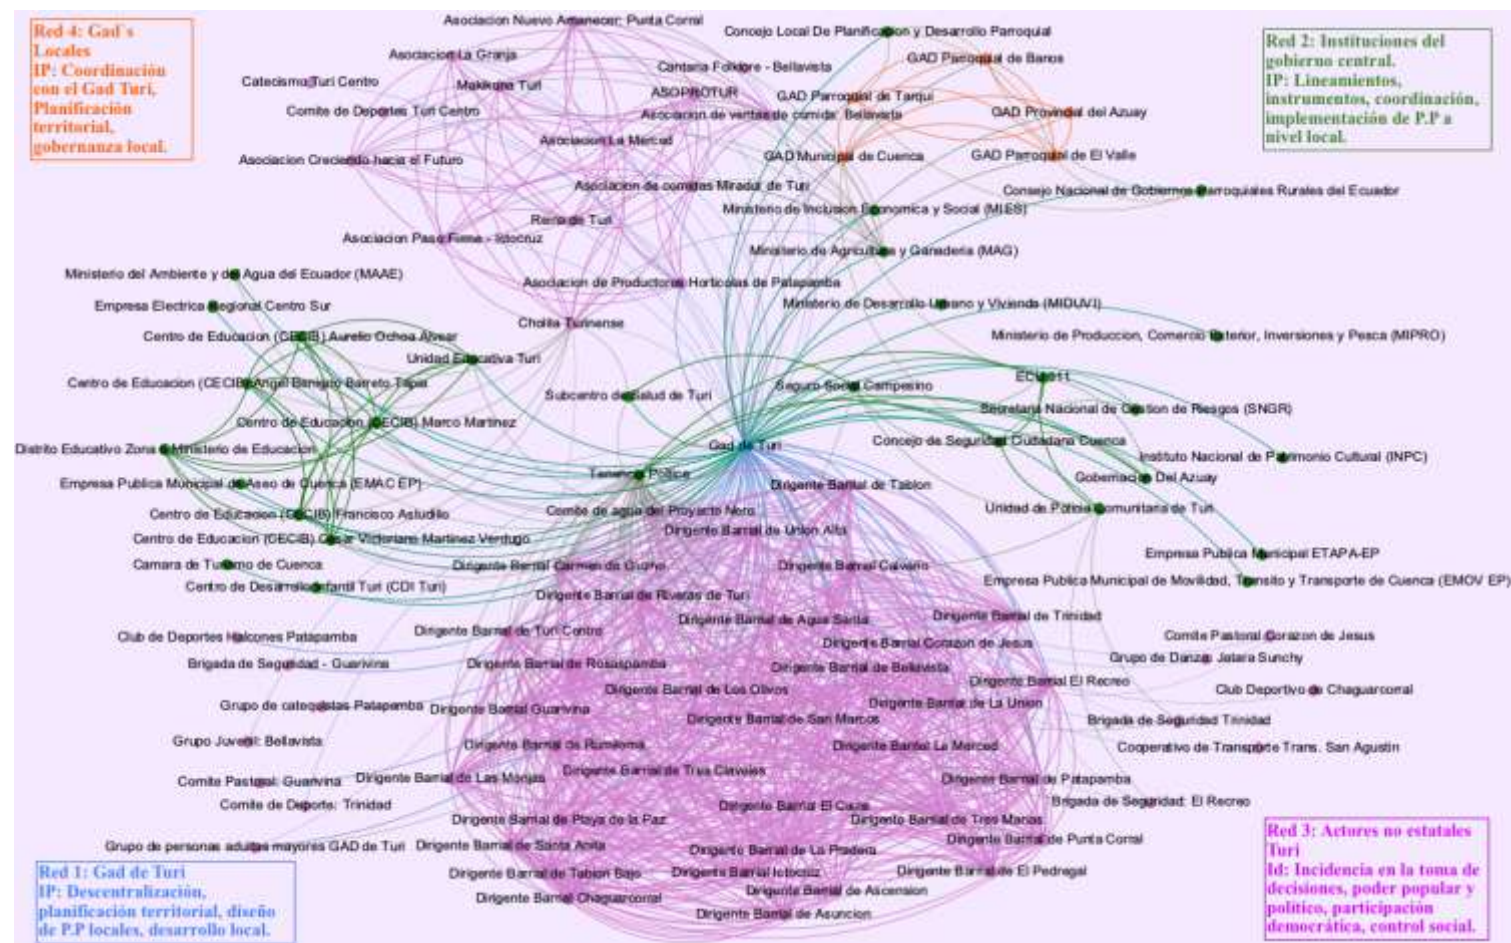 Red 4: Gad's
Locales
IP: Coordinación
con el Gad Turi,
Planificación
territorial,
gobernanza local.
Red 2: Instituciones del
gobierno central.
IP: Lineamientos,
instrumentos, coordinación,
implementación de P.P a
nivel local.
Asociacion Nuevo Amanecer: Punta Corral
Concejo Local De Planificacion y Desarrollo Parroquial
Asociacion La Granja
GAD Parroquial de Banos
Cantaria Folklore - Bellavista
Catecismo Turi Centro
Makikuna Turi
ASOPROTUR
GAD Parroquial de Tarqui
Comite de Deportes Turi Centro
Asociacion de ventas de comida: Bellavista
GAD Provincial del Azuay
Asociacion La Merced
Asociacion Creciendo hacia el Futuro
GAD Municipal de Cuenca
GAD Parroquial de El Valle
Asociacion de comidas Mirador de Turi
Consejo Nacional de Gobiernos Parroquiales Rurales del Ecuador
Ministerio de Inclusion Economica y Social (MIES)
Reina de Turi
Asociacion Paso Firme - Ictocruz
Ministerio de Agricultura y Ganaderia (MAG)
Ministerio del Ambiente y del Agua del Ecuador (MAAE)
Asociacion de Productores Horticolas de Patapamba
Empresa Electrica Regional Centro Sur
Ministerio de Desarrollo Urbano y Vivienda (MIDUVI)
Cholita Turinense
Centro de Educacion (CECIB) Aurelio Ochoa Alvear
Ministerio de Produccion, Comercio Exterior, Inversiones y Pesca (MIPRO)
Unidad Educativa Turi
Centro de Educacion (CECIB) Angel Benigno Barreto Tapia
Subcentro de Salud de Turi
Seguro Social Campesino
ECU 911
Secretaria Nacional de Gestion de Riesgos (SNGR)
Centro de Educacion (CECIB) Marco Martinez
Distrito Educativo Zona 6 Ministerio de Educacion
Gad de Turi
Concejo de Seguridad Ciudadana Cuenca
Instituto Nacional de Patrimonio Cultural (INPC)
Tenencia Politica
Gobernacion Del Azuay
Empresa Publica Municipal de Aseo de Cuenca (EMAC EP)
Dirigente Barrial de Tablon
Centro de Educacion (CECIB) Francisco Astudillo
Comite de agua del Proyecto Nero
Unidad de Policia Comunitaria de Turi
Dirigente Barrial de Union Alta
Centro de Educacion (CECIB) Cesar Victoriano Martinez Verdugo
Empresa Publica Municipal ETAPA-EP
Camara de Turismo de Cuenca
Dirigente Barrial Carmen de Guzho
Dirigente Barrial Calvario
Centro de Desarrollo Infantil Turi (CDI Turi)
Empresa Publica Municipal de Movilidad, Transito y Transporte de Cuenca (EMOV EP)
Dirigente Barrial de Riveras de Turi
Dirigente Barrial de Agua Santa
Dirigente Barrial de Trinidad
Club de Deportes Halcones Patapamba
Dirigente Barrial de Turi Centro
Dirigente Barrial Corazon de Jesus
Comite Pastoral Corazon de Jesus
Brigada de Seguridad - Guarivina
Dirigente Barrial de Rosaspamba
Dirigente Barrial de Bellavista
Grupo de Danza: Jatara Sunchy
Dirigente Barrial de Los Olivos
Dirigente Barrial El Recreo
Club Deportivo de Chaguarcorral
Grupo de catequistas Patapamba
Dirigente Barrial Guarivina
Dirigente Barrial de La Union
Dirigente Barrial de San Marcos
Brigada de Seguridad Trinidad
Grupo Juvenil: Bellavista
Dirigente Barrial de Rumiloma
Dirigente Barrial La Merced
Cooperativo de Transporte Trans. San Agustin
Comite Pastoral: Guarivina
Dirigente Barrial de Las Monjas
Dirigente Barrial de Tres Claveles
Dirigente Barrial de Patapamba
Comite de Deporte: Trinidad
Dirigente Barrial El Cisne
Brigada de Seguridad: El Recreo
Dirigente Barrial de Playa de la Paz
Dirigente Barrial de Tres Marias
Grupo de personas adultas mayores GAD de Turi
Dirigente Barrial de Santa Anita
Dirigente Barrial de La Pradera
Dirigente Barrial de Punta Corral
Dirigente Barrial de Tablon Bajo
Dirigente Barrial Ictocruz
Dirigente Barrial de El Pedregal
Dirigente Barrial Chaguarcorral
Dirigente Barrial de Ascension
Dirigente Barrial de Asuncion
Red 1: Gad de Turi
IP: Descentralización,
planificación territorial, diseño
de P.P locales, desarrollo local.
Red 3: Actores no estatales
Turi
Id: Incidencia en la toma de
decisiones, poder popular y
político, participación
democrática, control social.